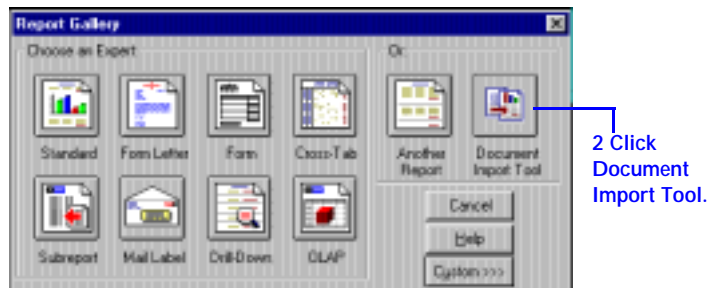 Report Gallery
Choose an Expert
Or:
Standard
Form Letter
Form
Cross-Tab
Another
Report
Document
Import Tool
Subreport
Mail Label
Drill-Down
OLAP
Cancel
Help
Custom >>>
2 Click
Document
Import Tool.